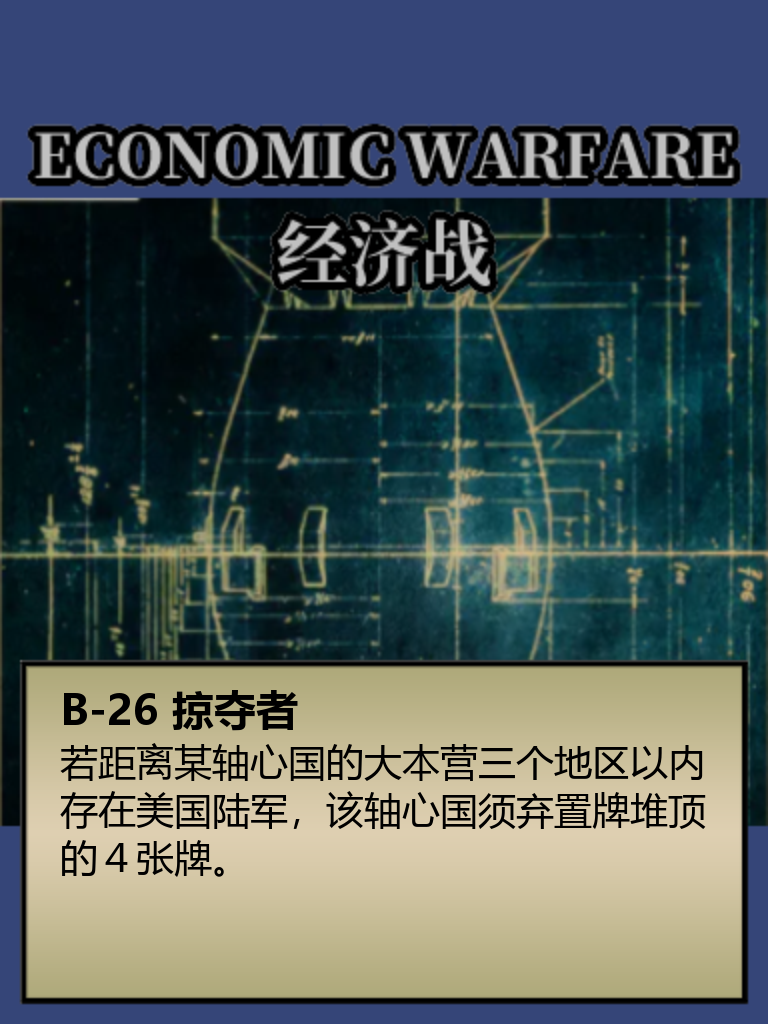 ECONOMIC WARFARE
经济战
B-26 掠夺者
若距离某轴心国的大本营三个地区以内
存在美国陆军，该轴心国须弃置牌堆顶
的４张牌。